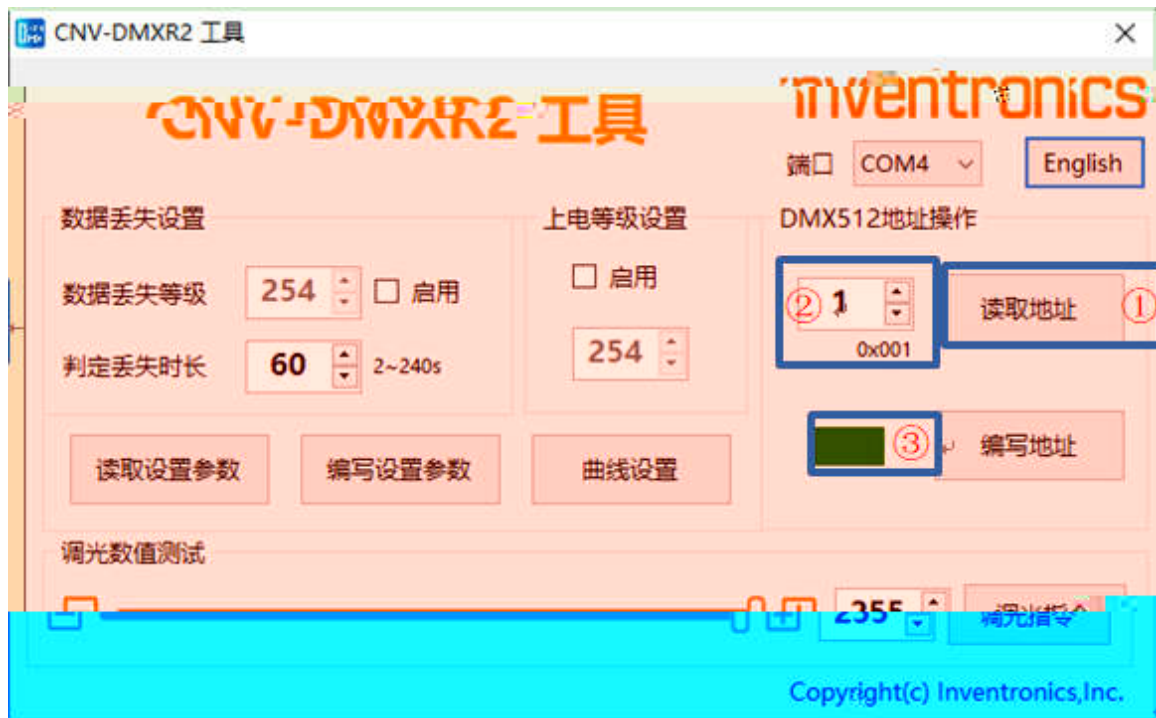 CNV-DMXR2 工具
inventronics
CNV-DMXR2 工具
端口 COM4 English
数据丢失设置
上电等级设置
DMX512地址操作
数据丢失等级 254 启用
启用
② 1 读取地址 ①
0x001
判定丢失时长 60 2~240s
254
③ 编写地址
读取设置参数 编写设置参数 曲线设置
调光数值测试
255 调光指令
Copyright(c) Inventronics,Inc.